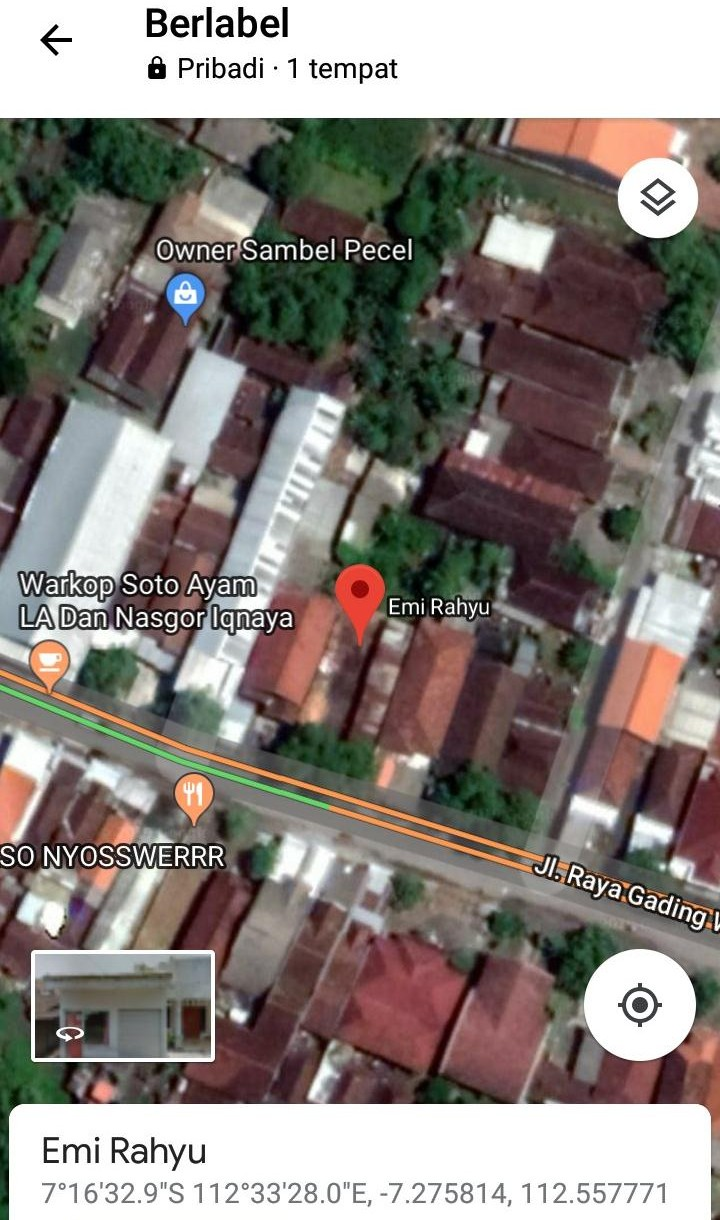 Berlabel
Pribadi · 1 tempat
Owner Sambel Pecel
Warkop Soto Ayam
LA Dan Nasgor Iqnaya
Emi Rahyu
SO NYOSSWERRR
Jl. Raya Gading
Emi Rahyu
7°16'32.9"S 112°33'28.0"E, -7.275814, 112.557771